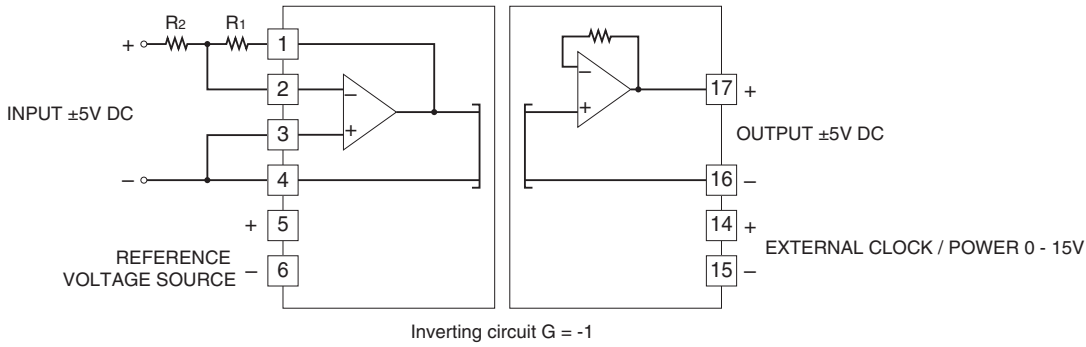 R2 R1
+ 1
2 –
INPUT ±5V DC
3 +
– 4
+ 5
REFERENCE
VOLTAGE SOURCE – 6
–
+
17 +
OUTPUT ±5V DC
16 –
14 +
EXTERNAL CLOCK / POWER 0 - 15V
15 –
Inverting circuit G = -1